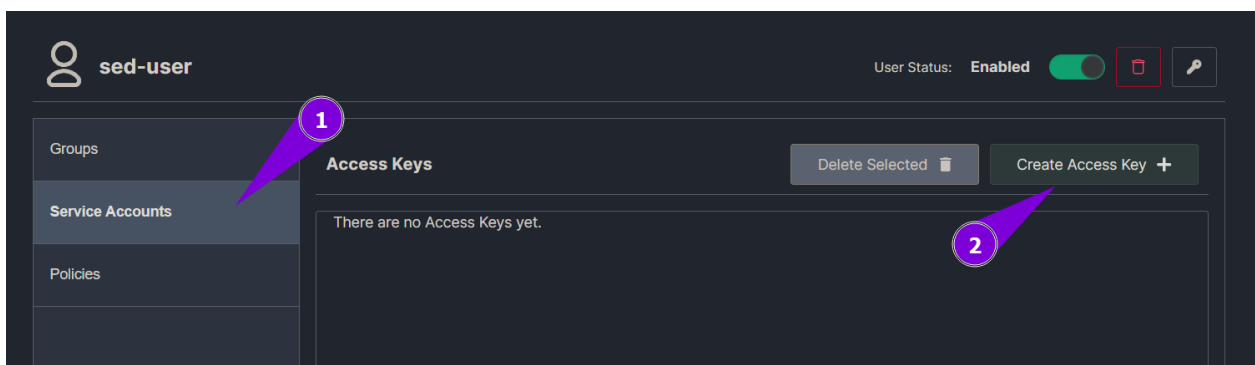 sed-user
User Status: Enabled
1
Groups
Access Keys
Delete Selected
Create Access Key +
Service Accounts
There are no Access Keys yet.
2
Policies